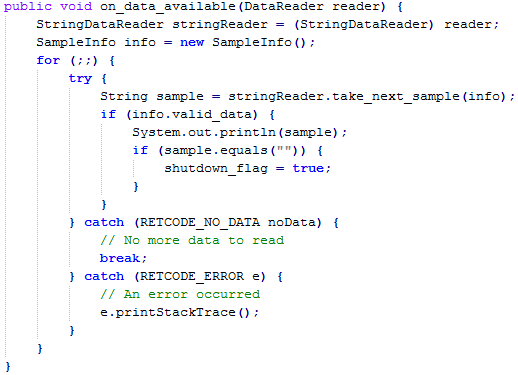 public void on_data_available(DataReader reader) {
    StringDataReader stringReader = (StringDataReader) reader;
    SampleInfo info = new SampleInfo();
    for (;;) {
        try {
            String sample = stringReader.take_next_sample(info);
            if (info.valid_data) {
                System.out.println(sample);
                if (sample.equals("")) {
                    shutdown_flag = true;
                }
            }
        } catch (RETCODE_NO_DATA noData) {
            // No more data to read
            break;
        } catch (RETCODE_ERROR e) {
            // An error occurred
            e.printStackTrace();
        }
    }
}